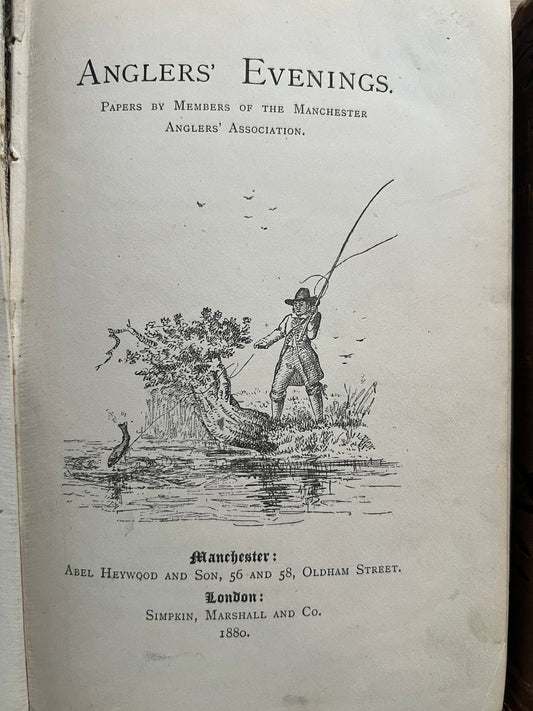 ANGLERS' EVENINGS.
PAPERS BY MEMBERS OF THE MANCHESTER
ANGLERS' ASSOCIATION.
Manchester:
ABEL HEYWOOD AND SON, 56 AND 58, OLDHAM STREET.
London:
SIMPKIN, MARSHALL AND CO.
1880.